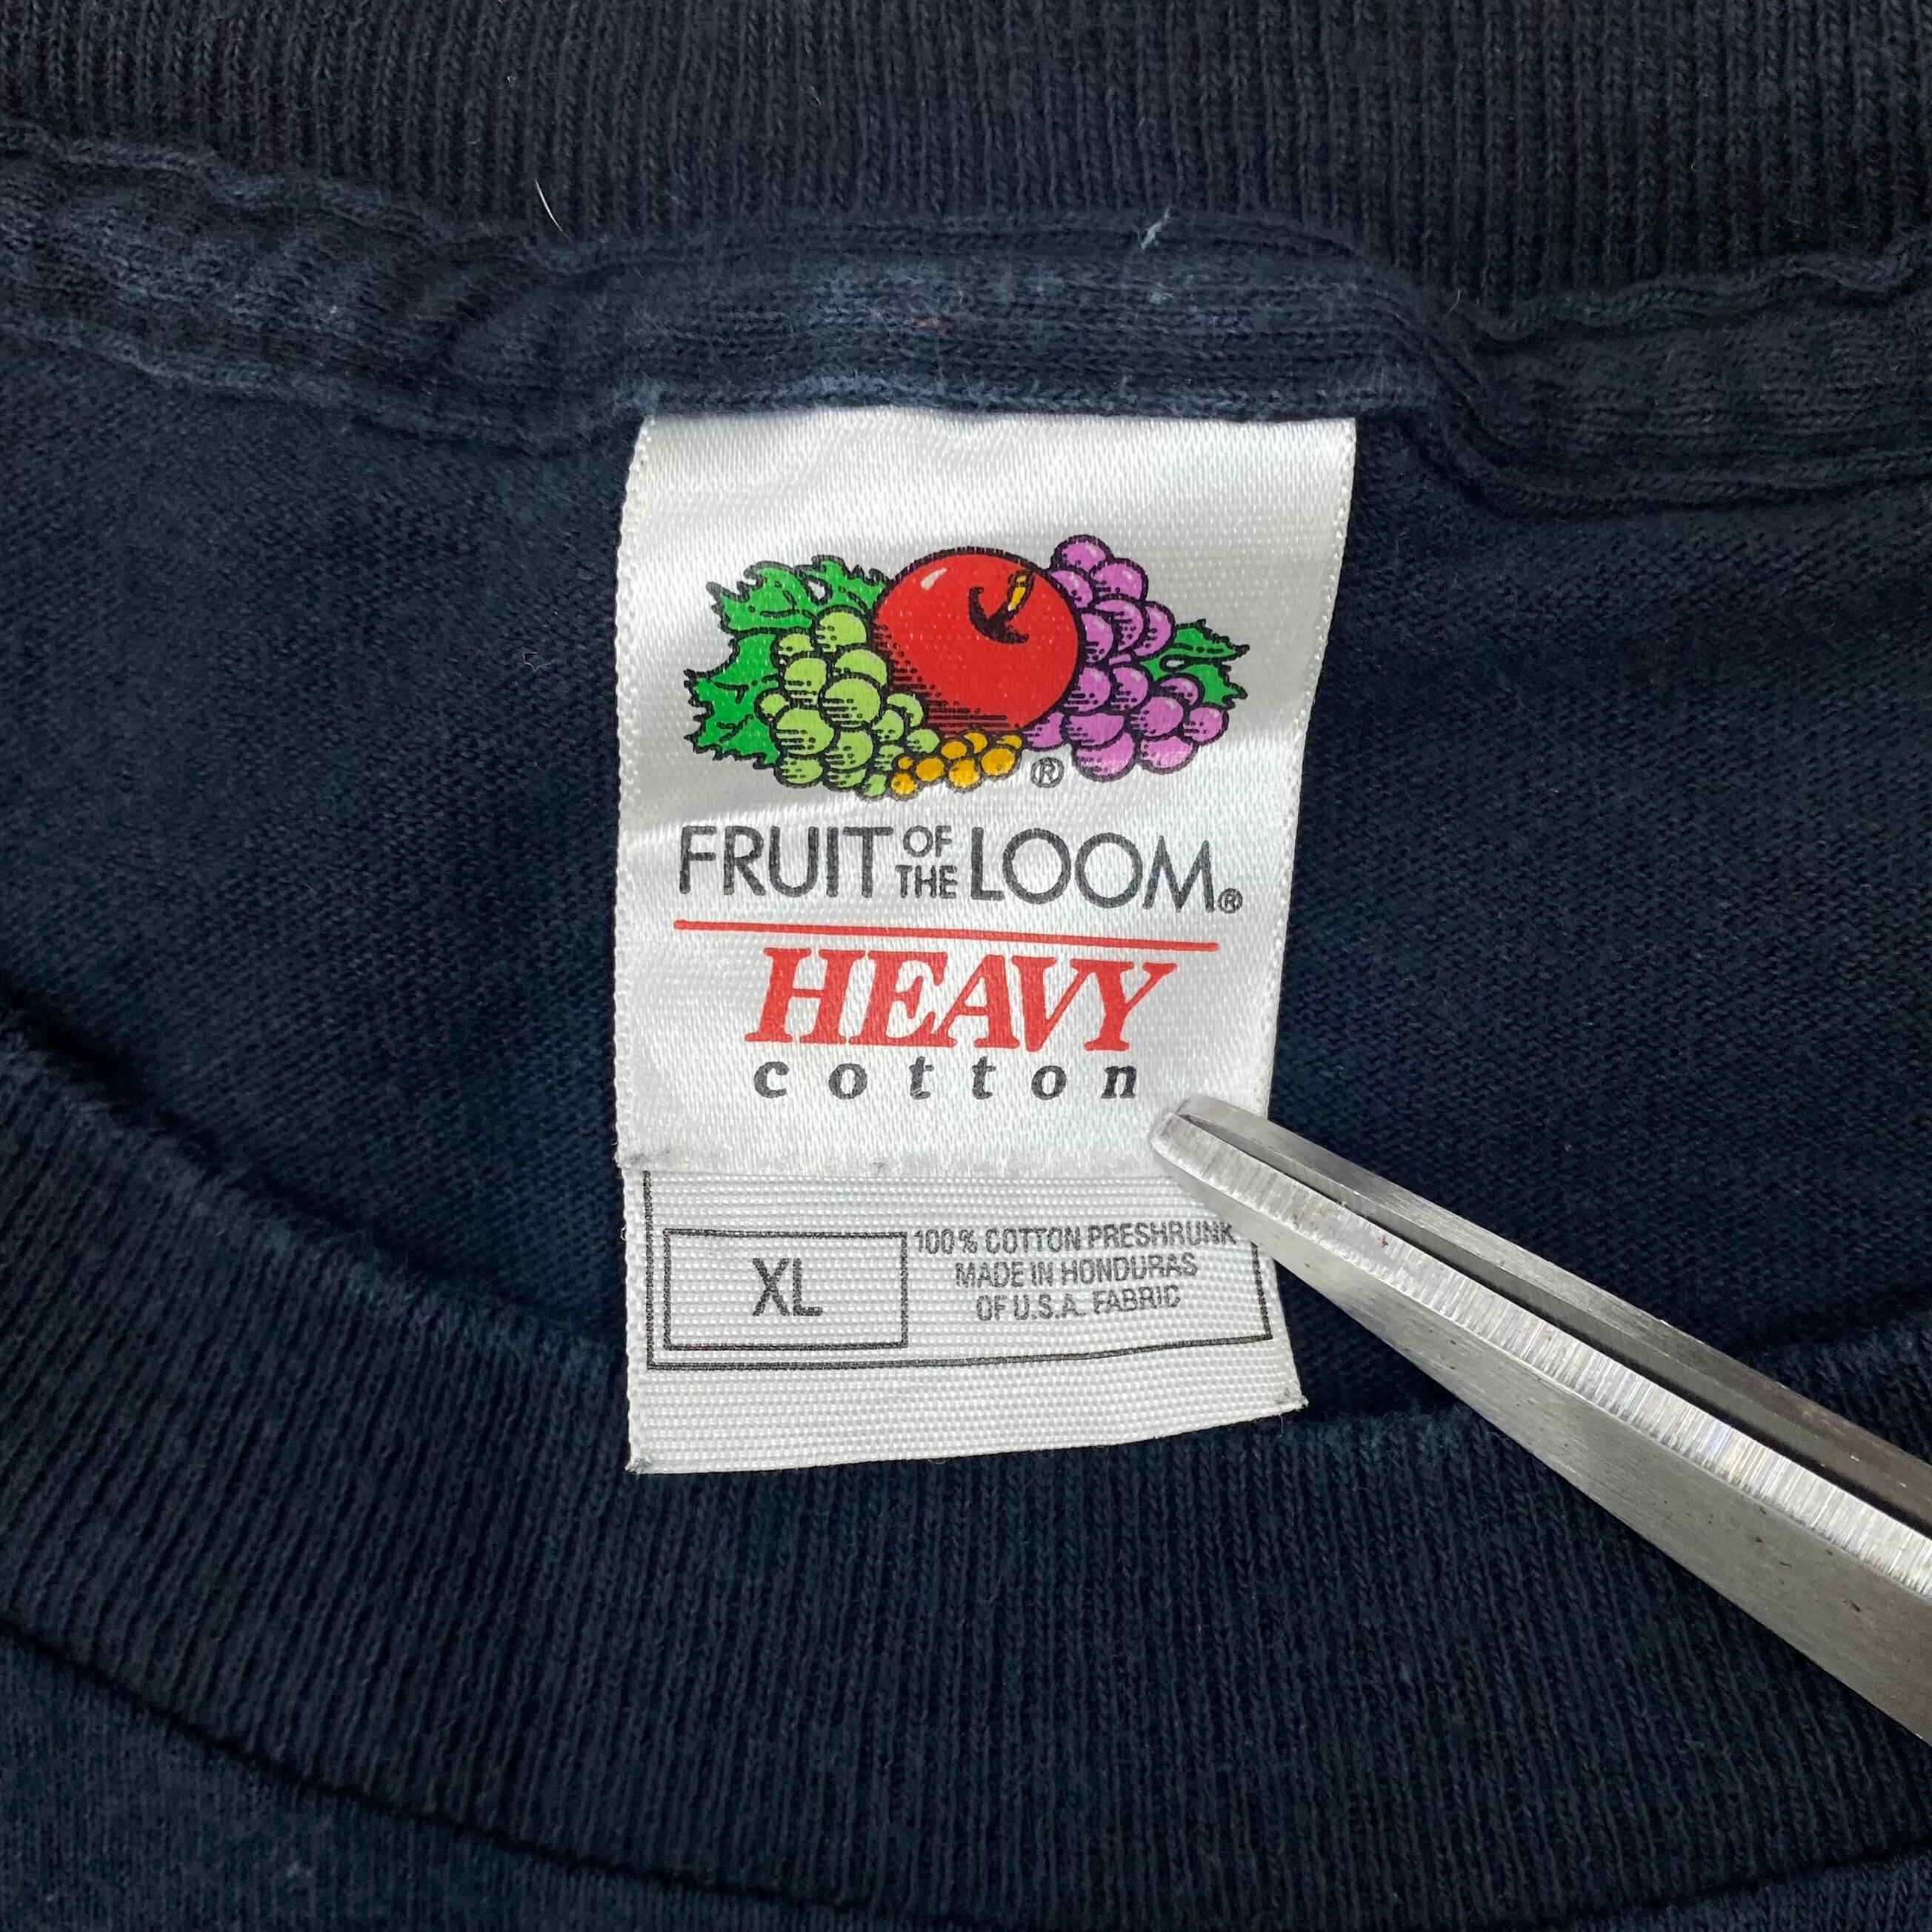 ®
FRUIT OF THE LOOM®
HEAVY
cotton
XL
100% COTTON PRESHRUNK
MADE IN HONDURAS
OF U.S.A. FABRIC